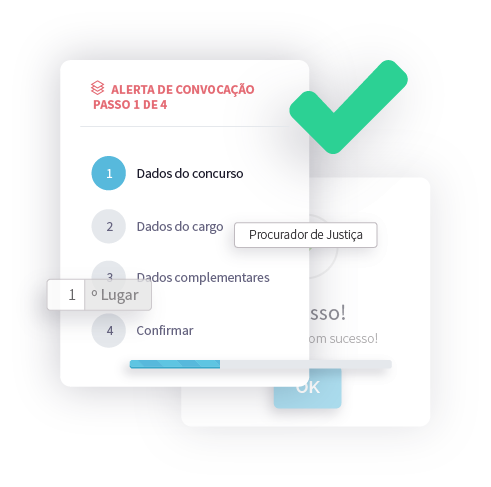 ALERTA DE CONVOCAÇÃO
PASSO 1 DE 4
1 Dados do concurso
2 Dados do cargo
Procurador de Justiça
3 Dados complementares
1 º Lugar
sso!
4 Confirmar
om sucesso!
OK